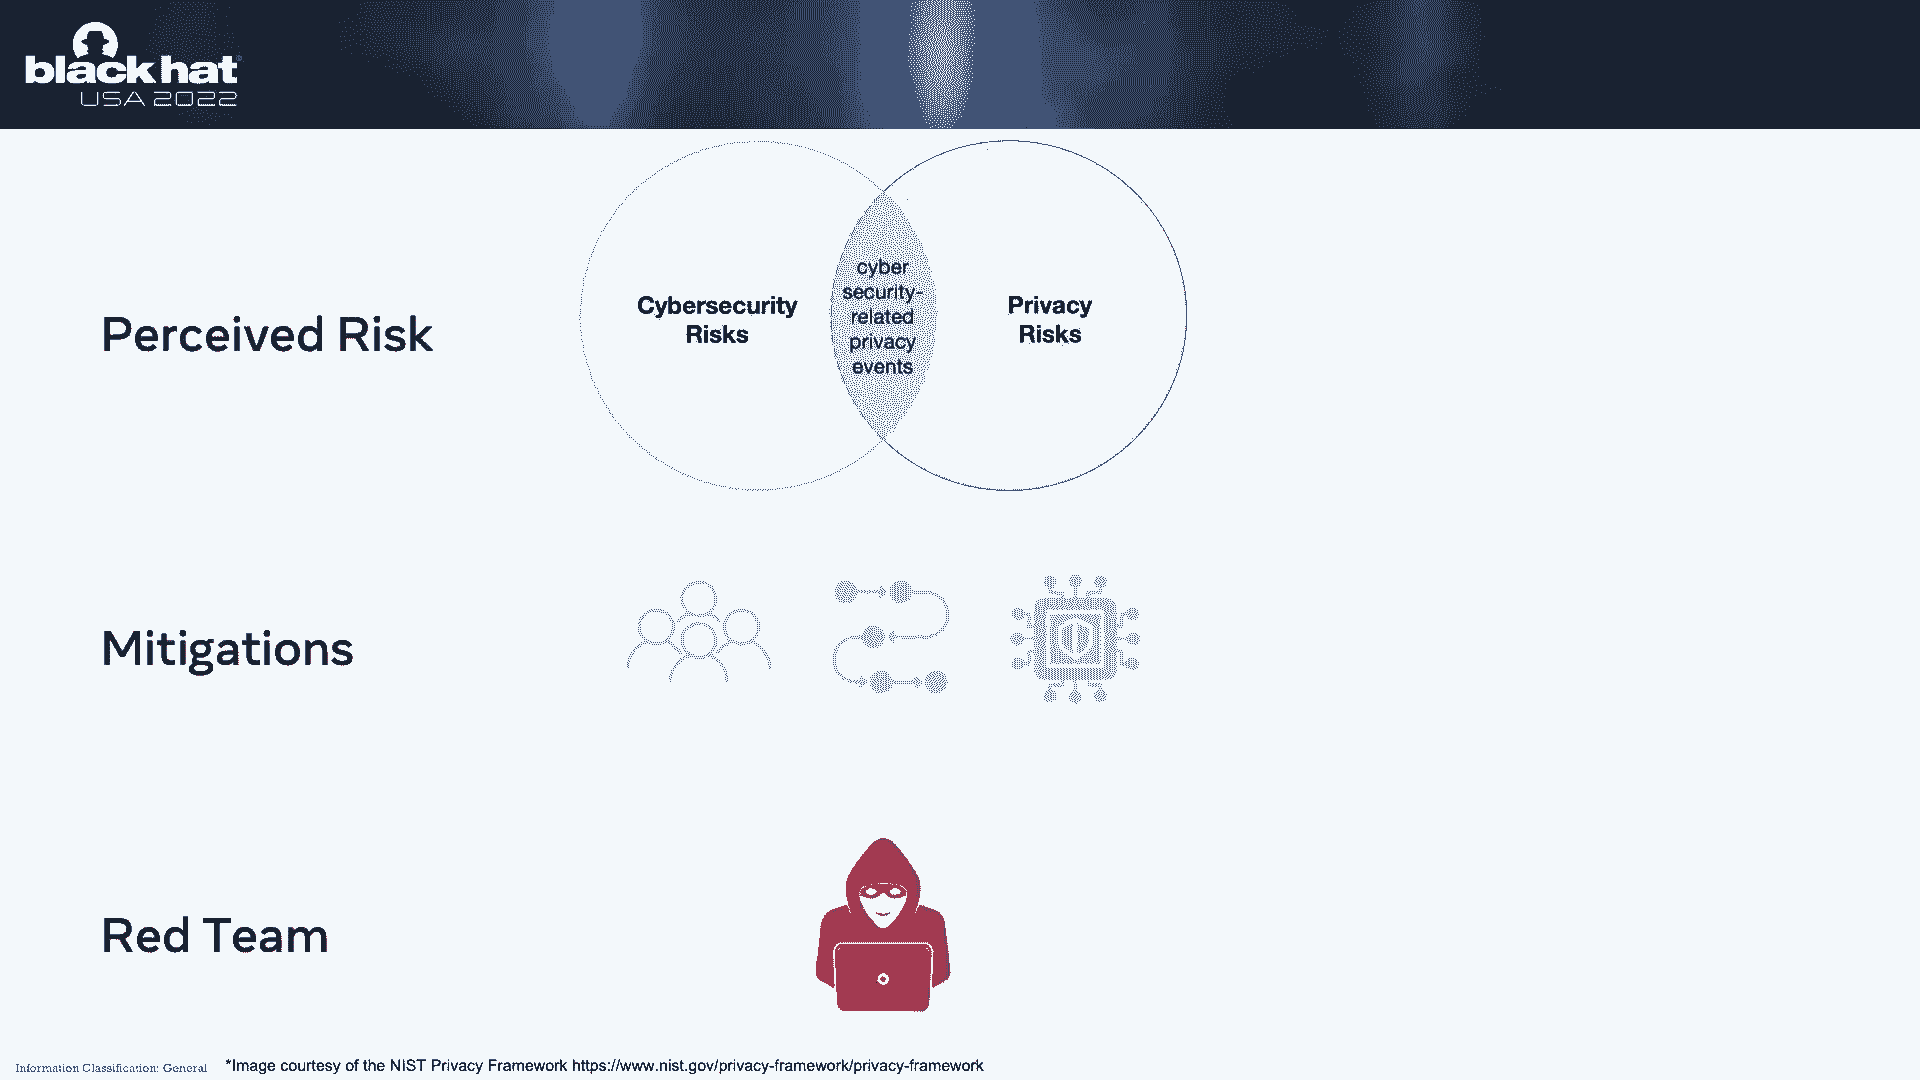 black hat
USA 2022
Perceived Risk
Cybersecurity
Risks
cyber
security-
related
privacy
events
Privacy
Risks
Mitigations
Red Team
Information Classification: General
*Image courtesy of the NIST Privacy Framework https://www.nist.gov/privacy-framework/privacy-framework